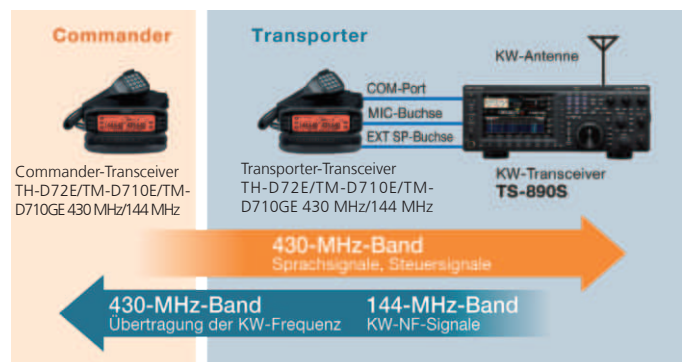 Commander
Transporter
KW-Antenne
COM-Port
MIC-Buchse
EXT SP-Buchse
Commander-Transceiver
TH-D72E/TM-D710E/TM-
D710GE 430 MHz/144 MHz
Transporter-Transceiver
TH-D72E/TM-D710E/TM-
D710GE 430 MHz/144 MHz
KW-Transceiver
TS-890S
430-MHz-Band
Sprachsignale, Steuersignale
430-MHz-Band
Übertragung der KW-Frequenz
144-MHz-Band
KW-NF-Signale